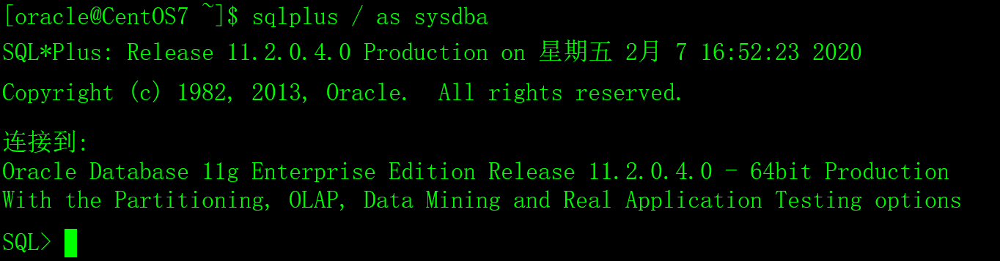 [oracle@CentOS7 ~]$ sqlplus / as sysdba
SQL*Plus: Release 11.2.0.4.0 Production on 星期五 2月 7 16:52:23 2020
Copyright (c) 1982, 2013, Oracle.  All rights reserved.
连接到:
Oracle Database 11g Enterprise Edition Release 11.2.0.4.0 - 64bit Production
With the Partitioning, OLAP, Data Mining and Real Application Testing options
SQL>